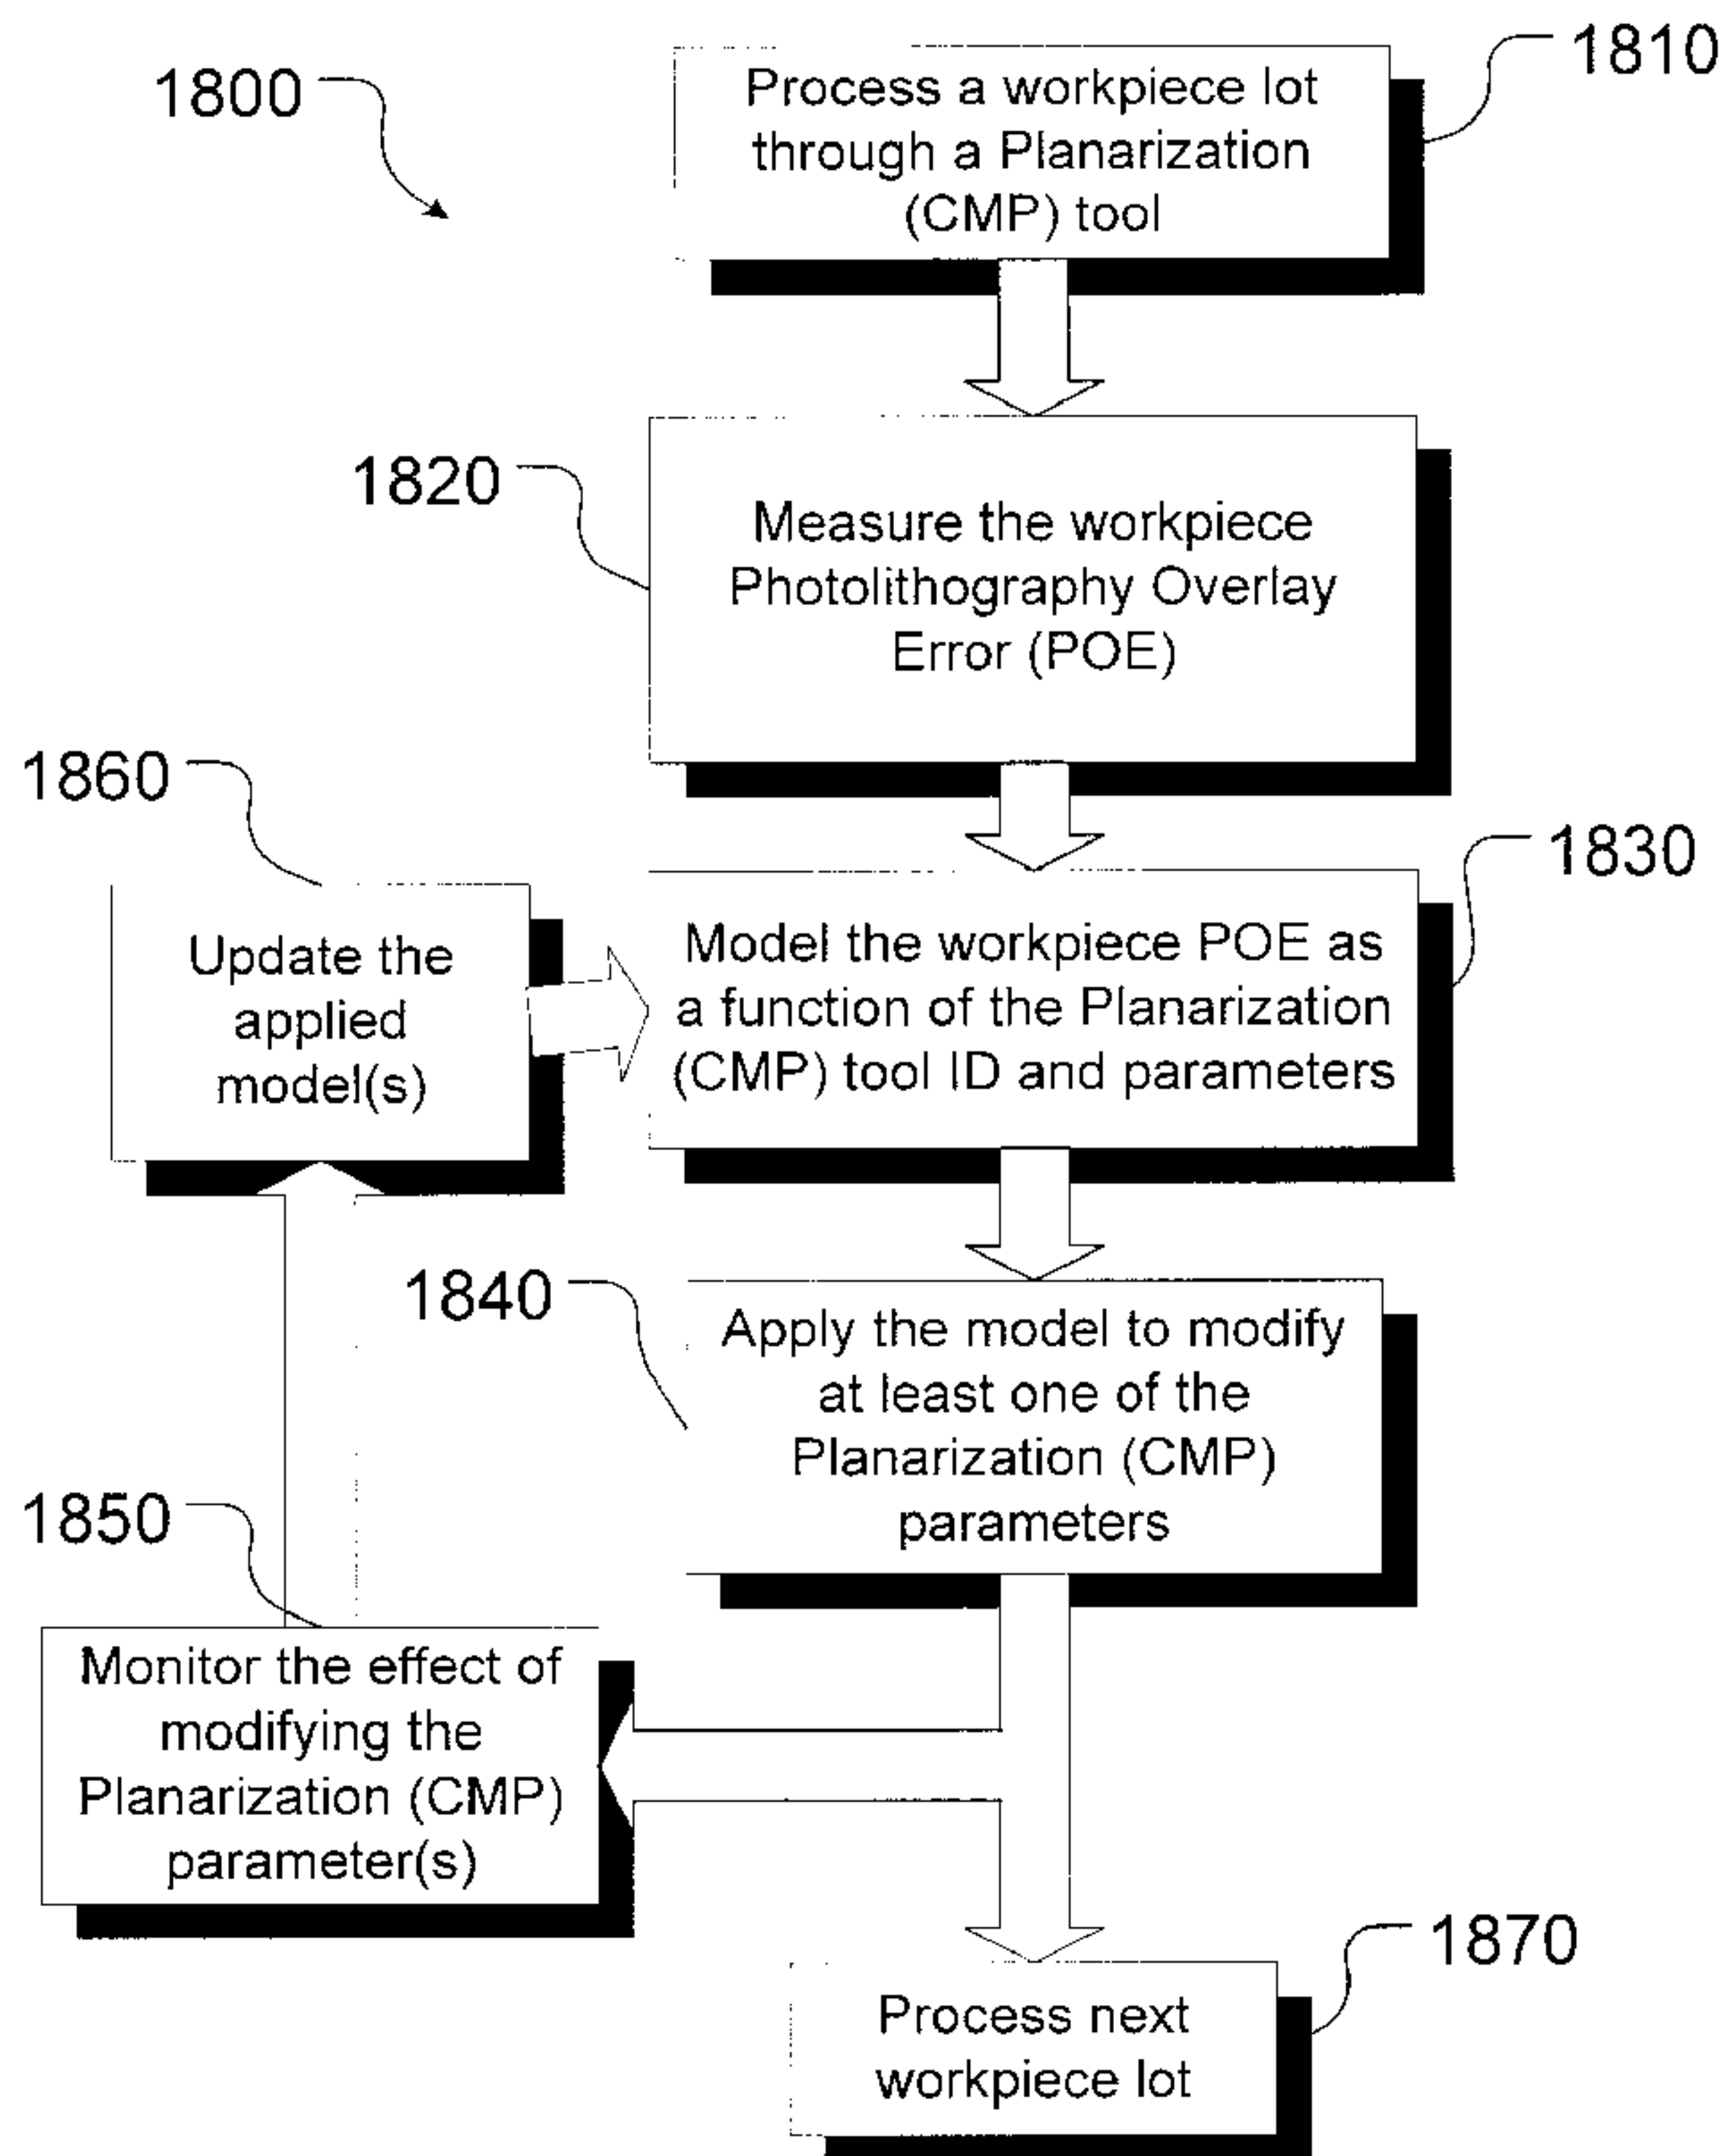 1800
1810
Process a workpiece lot
through a Planarization
(CMP) tool
1820
Measure the workpiece
Photolithography Overlay
Error (POE)
1860
1830
Update the
applied
model(s)
Model the workpiece POE as
a function of the Planarization
(CMP) tool ID and parameters
1840
Apply the model to modify
at least one of the
Planarization (CMP)
parameters
1850
Monitor the effect of
modifying the
Planarization (CMP)
parameter(s)
1870
Process next
workpiece lot